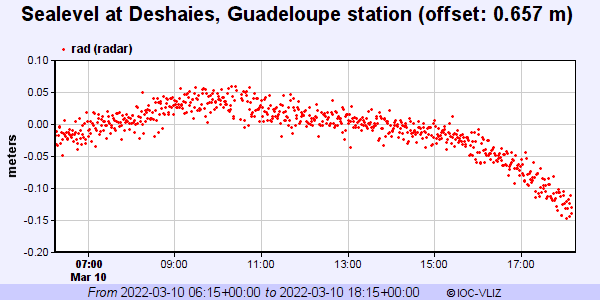 Sealevel at Deshaies, Guadeloupe station (offset: 0.657 m)
rad (radar)
0.10
0.05
0.00
-0.05
-0.10
-0.15
-0.20
meters
07:00 09:00 11:00 13:00 15:00 17:00
Mar 10
From 2022-03-10 06:15+00:00 to 2022-03-10 18:15+00:00 © IOC-VLIZ